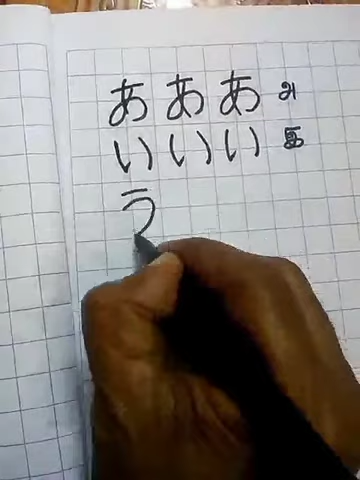 あ あ あ அ
い い い இ
う